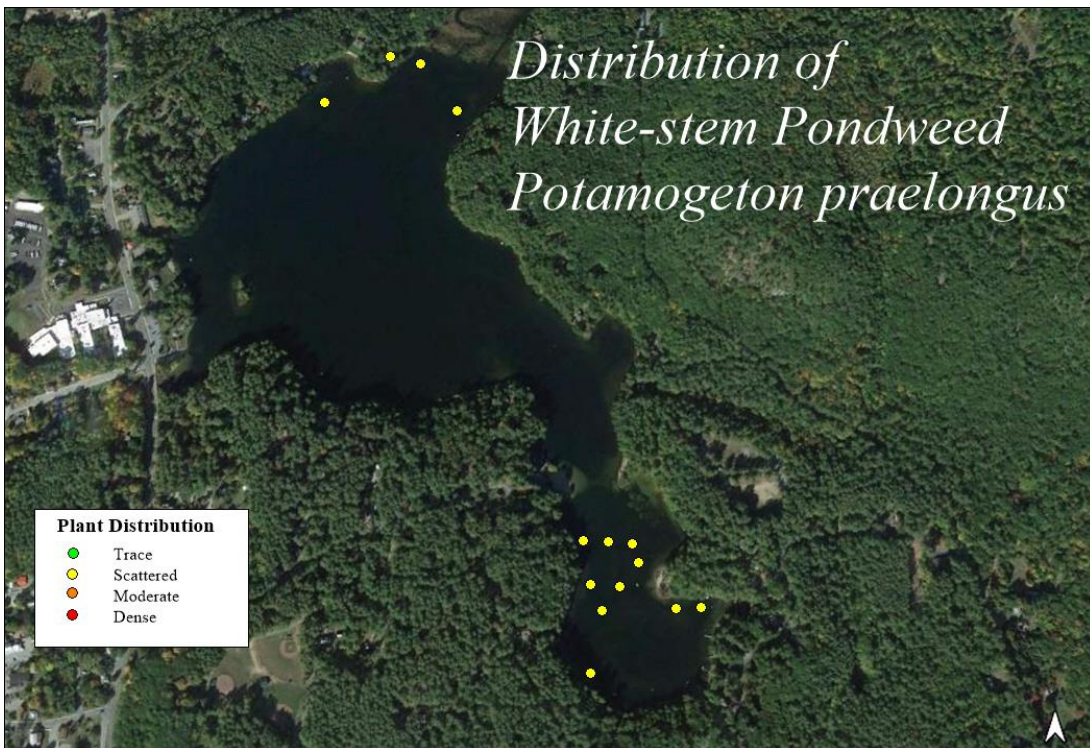 Distribution of
White-stem Pondweed
Potamogeton praelongus
Plant Distribution
Trace
Scattered
Moderate
Dense